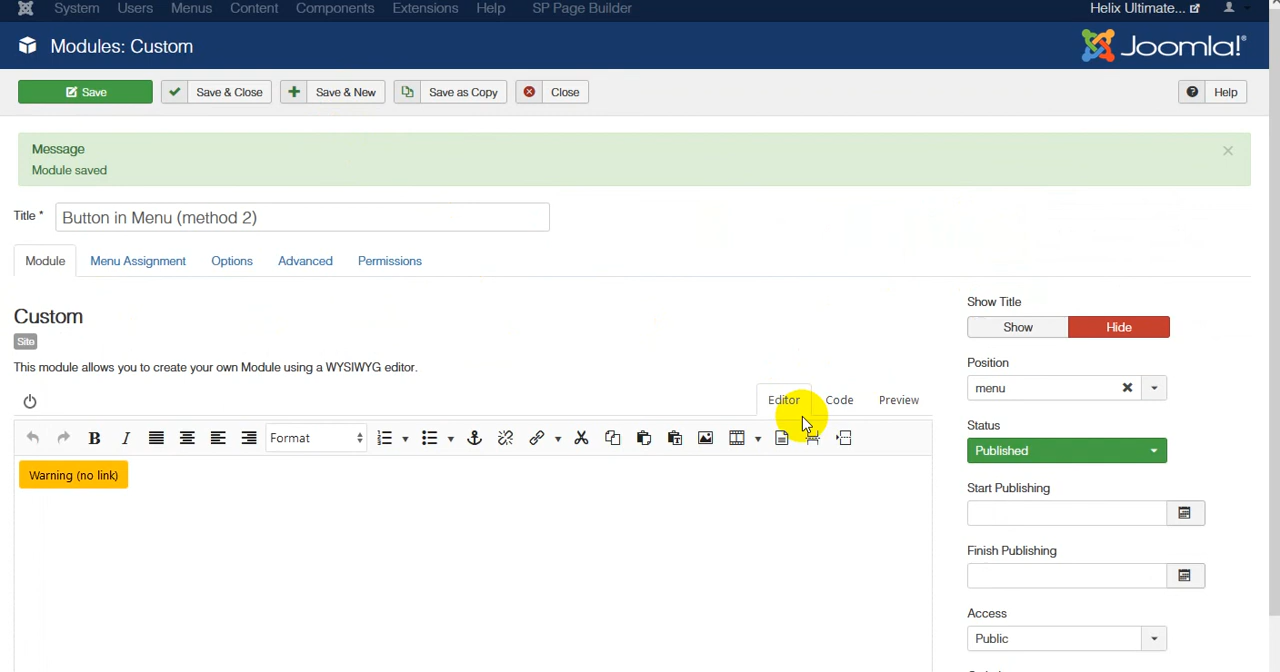 System Users Menus Content Components Extensions Help SP Page Builder Helix Ultimate...
Modules: Custom Joomla!®
Save Save & Close Save & New Save as Copy Close Help
Message
Module saved
Title * Button in Menu (method 2)
Module Menu Assignment Options Advanced Permissions
Show Title
Custom
Show Hide
Site
Position
This module allows you to create your own Module using a WYSIWYG editor.
menu
Editor Code Preview
Status
Format
Published
Warning (no link)
Start Publishing
Finish Publishing
Access
Public